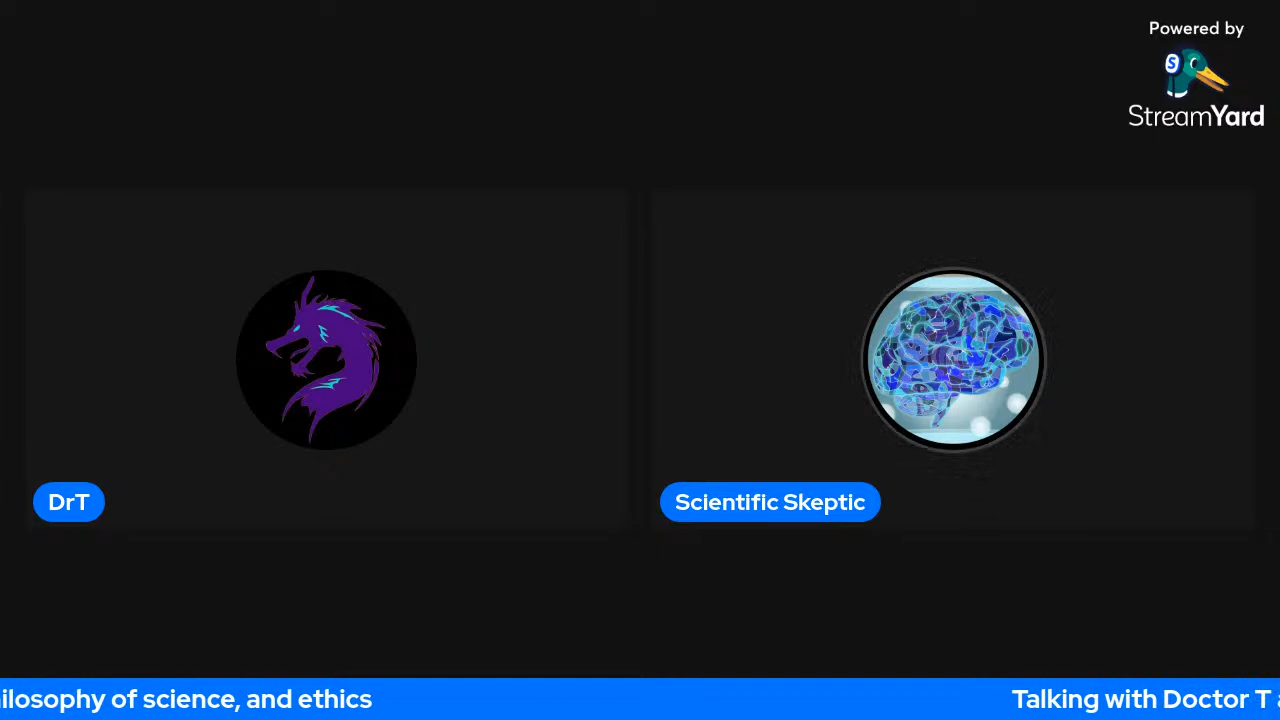 Powered by
S
StreamYard
DrT
Scientific Skeptic
ilosophy of science, and ethics
Talking with Doctor T a